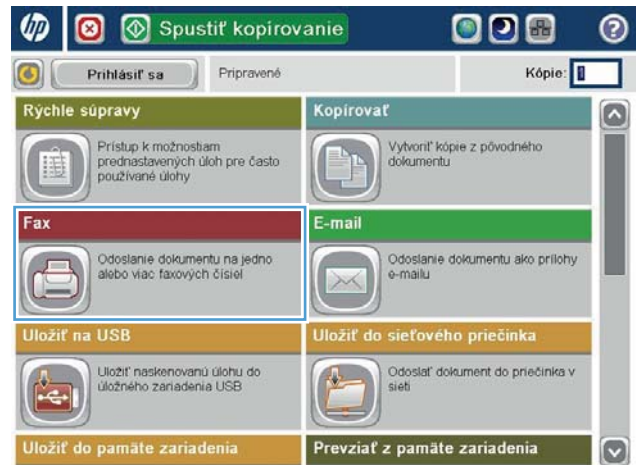 hp
Spustiť kopírovanie
?
Prihlásiť sa
Pripravené
Kópie: 1
Rýchle súpravy
Prístup k možnostiam
prednastavených úloh pre často
používané úlohy
Kopírovať
Vytvoriť kópie z pôvodného
dokumentu
Fax
Odoslanie dokumentu na jedno
alebo viac faxových čísiel
E-mail
Odoslanie dokumentu ako prílohy
e-mailu
Uložiť na USB
Uložiť naskenovanú úlohu do
úložného zariadenia USB
Uložiť do sieťového priečinka
Odoslať dokument do priečinka v
sieti
Uložiť do pamäte zariadenia
Prevziať z pamäte zariadenia